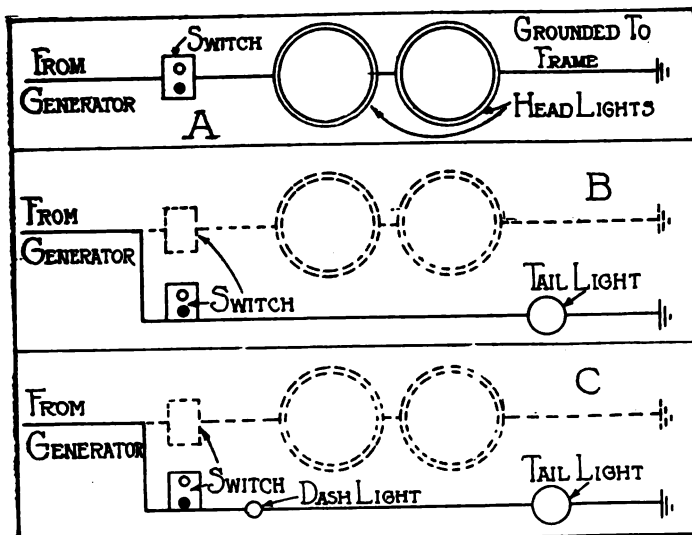 SWITCH
GROUNDED TO
FRAME
FROM
GENERATOR
HEAD LIGHTS
A
B
FROM
GENERATOR
TAIL LIGHT
SWITCH
C
FROM
GENERATOR
TAIL LIGHT
SWITCH
DASH LIGHT